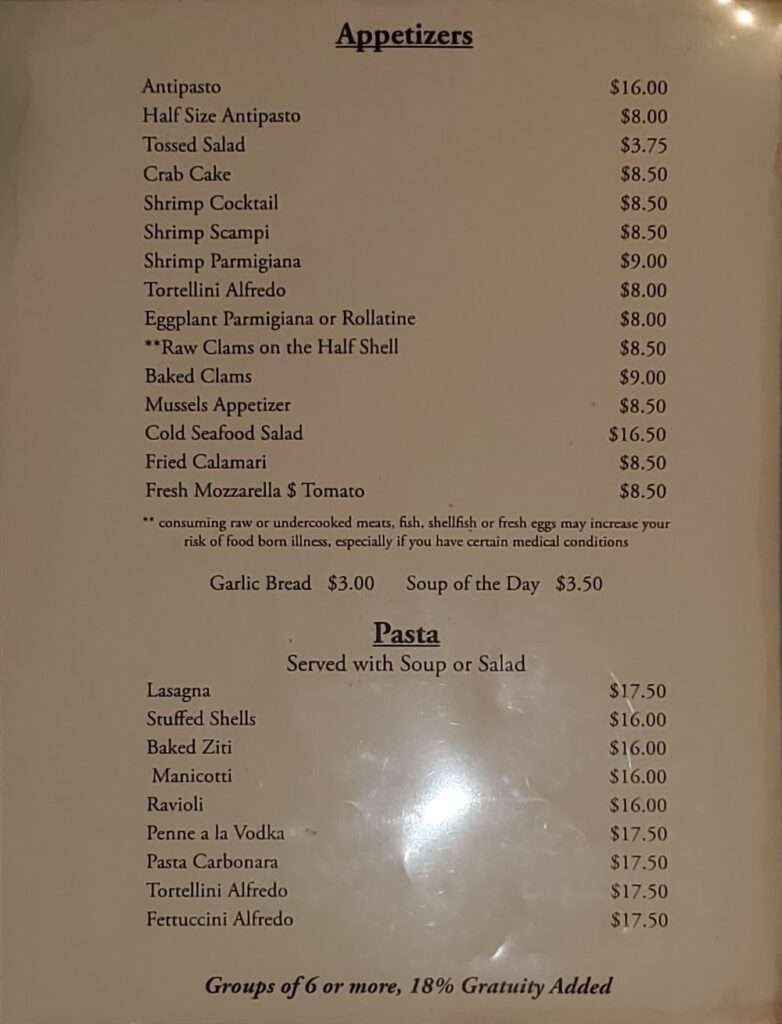 Appetizers
Antipasto $16.00
Half Size Antipasto $8.00
Tossed Salad $3.75
Crab Cake $8.50
Shrimp Cocktail $8.50
Shrimp Scampi $8.50
Shrimp Parmigiana $9.00
Tortellini Alfredo $8.00
Eggplant Parmigiana or Rollatine $8.00
**Raw Clams on the Half Shell $8.50
Baked Clams $9.00
Mussels Appetizer $8.50
Cold Seafood Salad $16.50
Fried Calamari $8.50
Fresh Mozzarella $ Tomato $8.50
** consuming raw or undercooked meats, fish, shellfish or fresh eggs may increase your
risk of food born illness, especially if you have certain medical conditions
Garlic Bread $3.00 Soup of the Day $3.50
Pasta
Served with Soup or Salad
Lasagna $17.50
Stuffed Shells $16.00
Baked Ziti $16.00
Manicotti $16.00
Ravioli $16.00
Penne a la Vodka $17.50
Pasta Carbonara $17.50
Tortellini Alfredo $17.50
Fettuccini Alfredo $17.50
Groups of 6 or more, 18% Gratuity Added